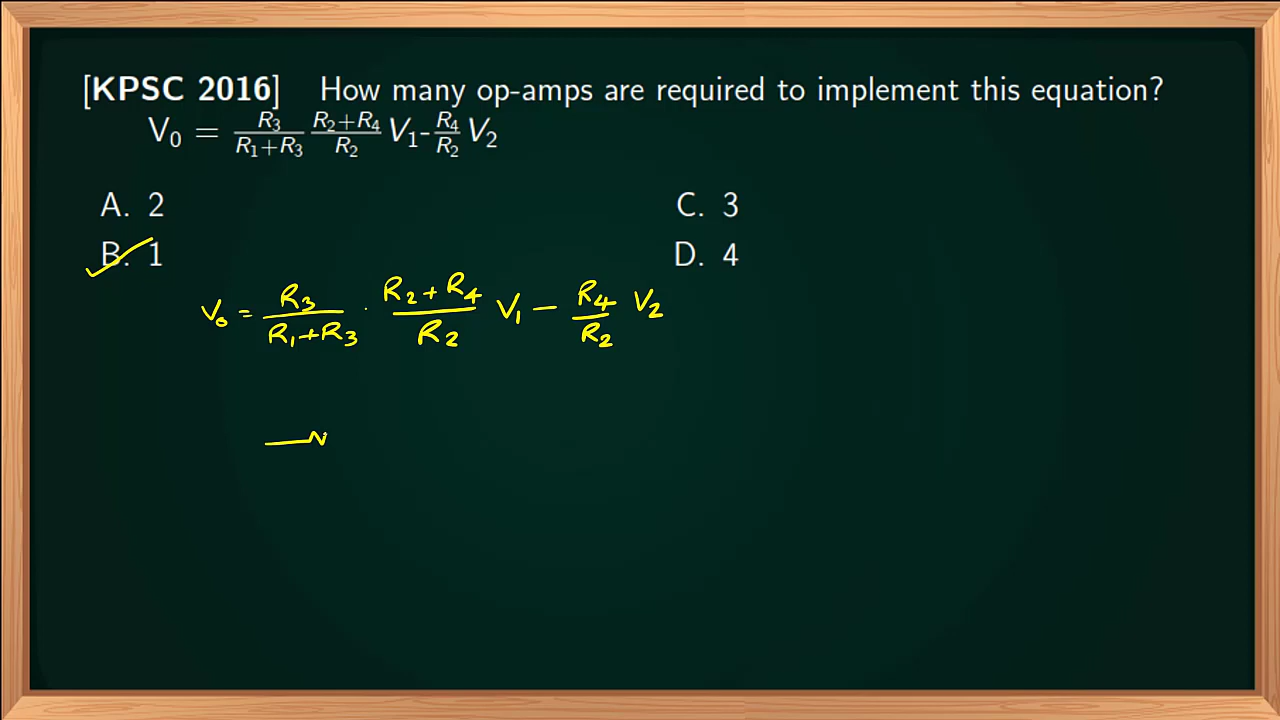 [KPSC 2016] How many op-amps are required to implement this equation?
V₀ = R₃/(R₁+R₃) (R₂+R₄)/R₂ V₁-R₄/R₂ V₂
A. 2
C. 3
B. 1
D. 4
V₀ = R₃/(R₁+R₃) · (R₂+R₄)/R₂ V₁ − R₄/R₂ V₂